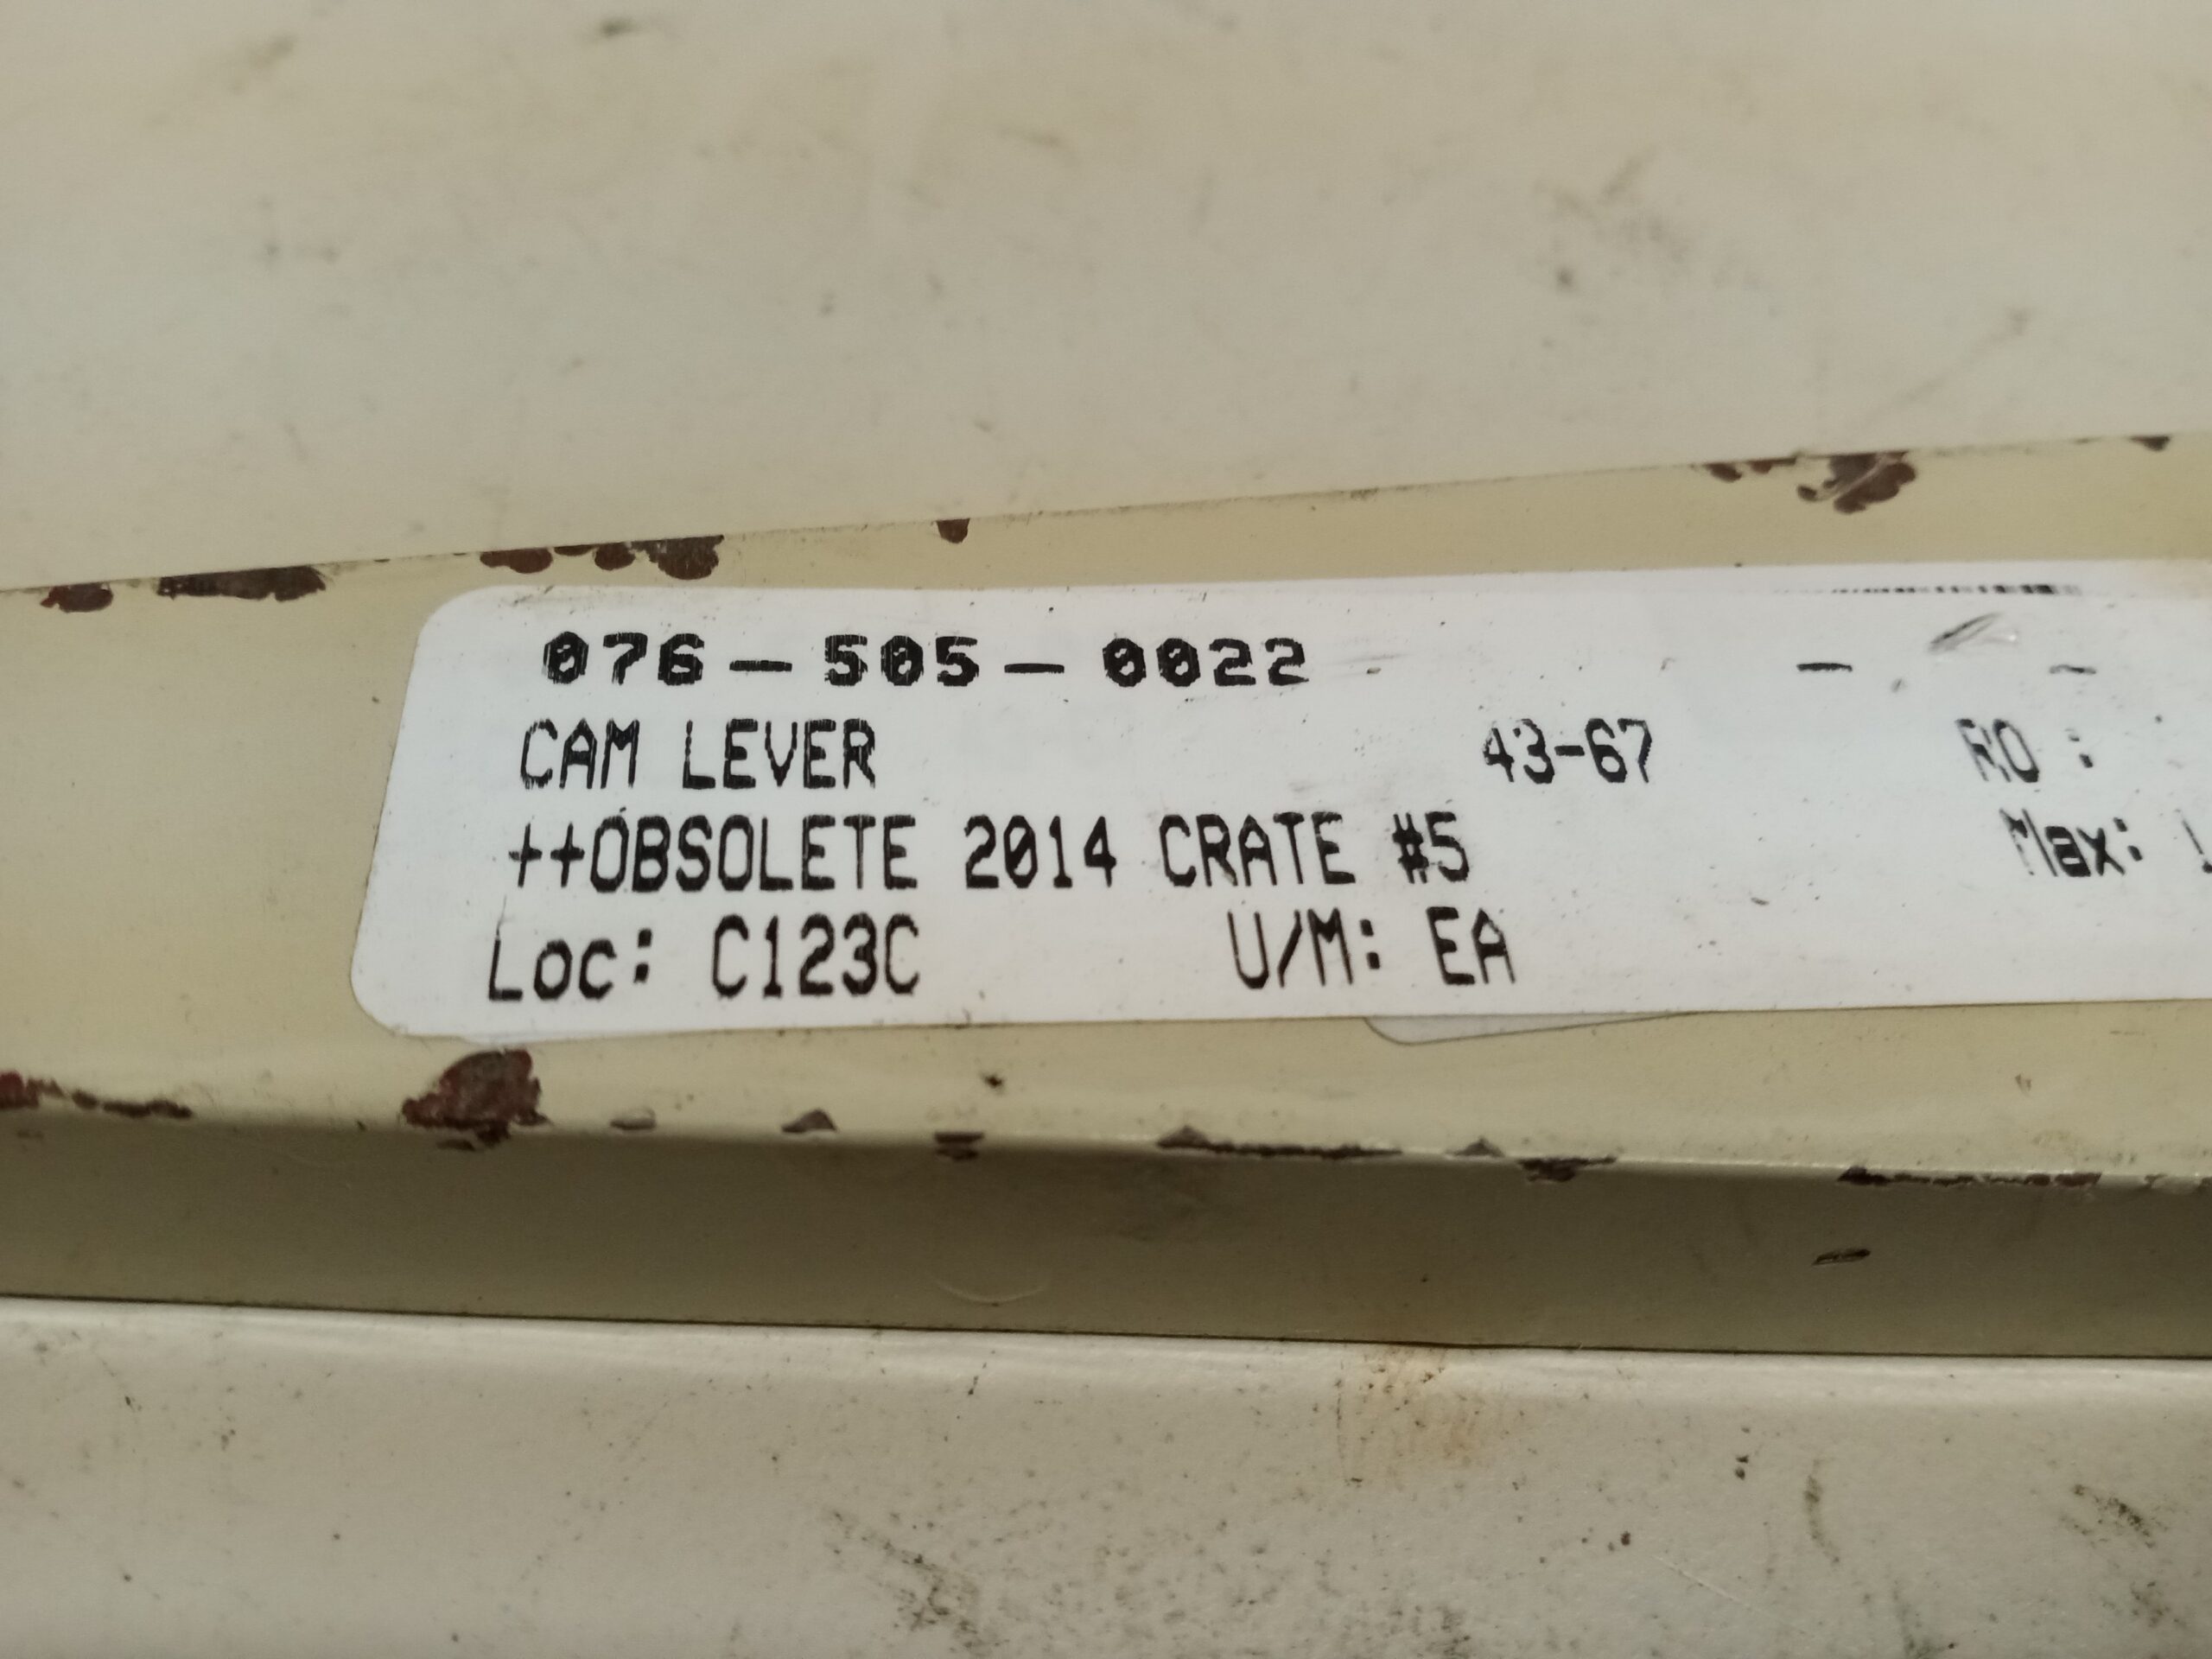 076-505-0022 - -
CAM LEVER 43-67 RO :
++OBSOLETE 2014 CRATE #5 Max:
Loc: C123C U/M: EA